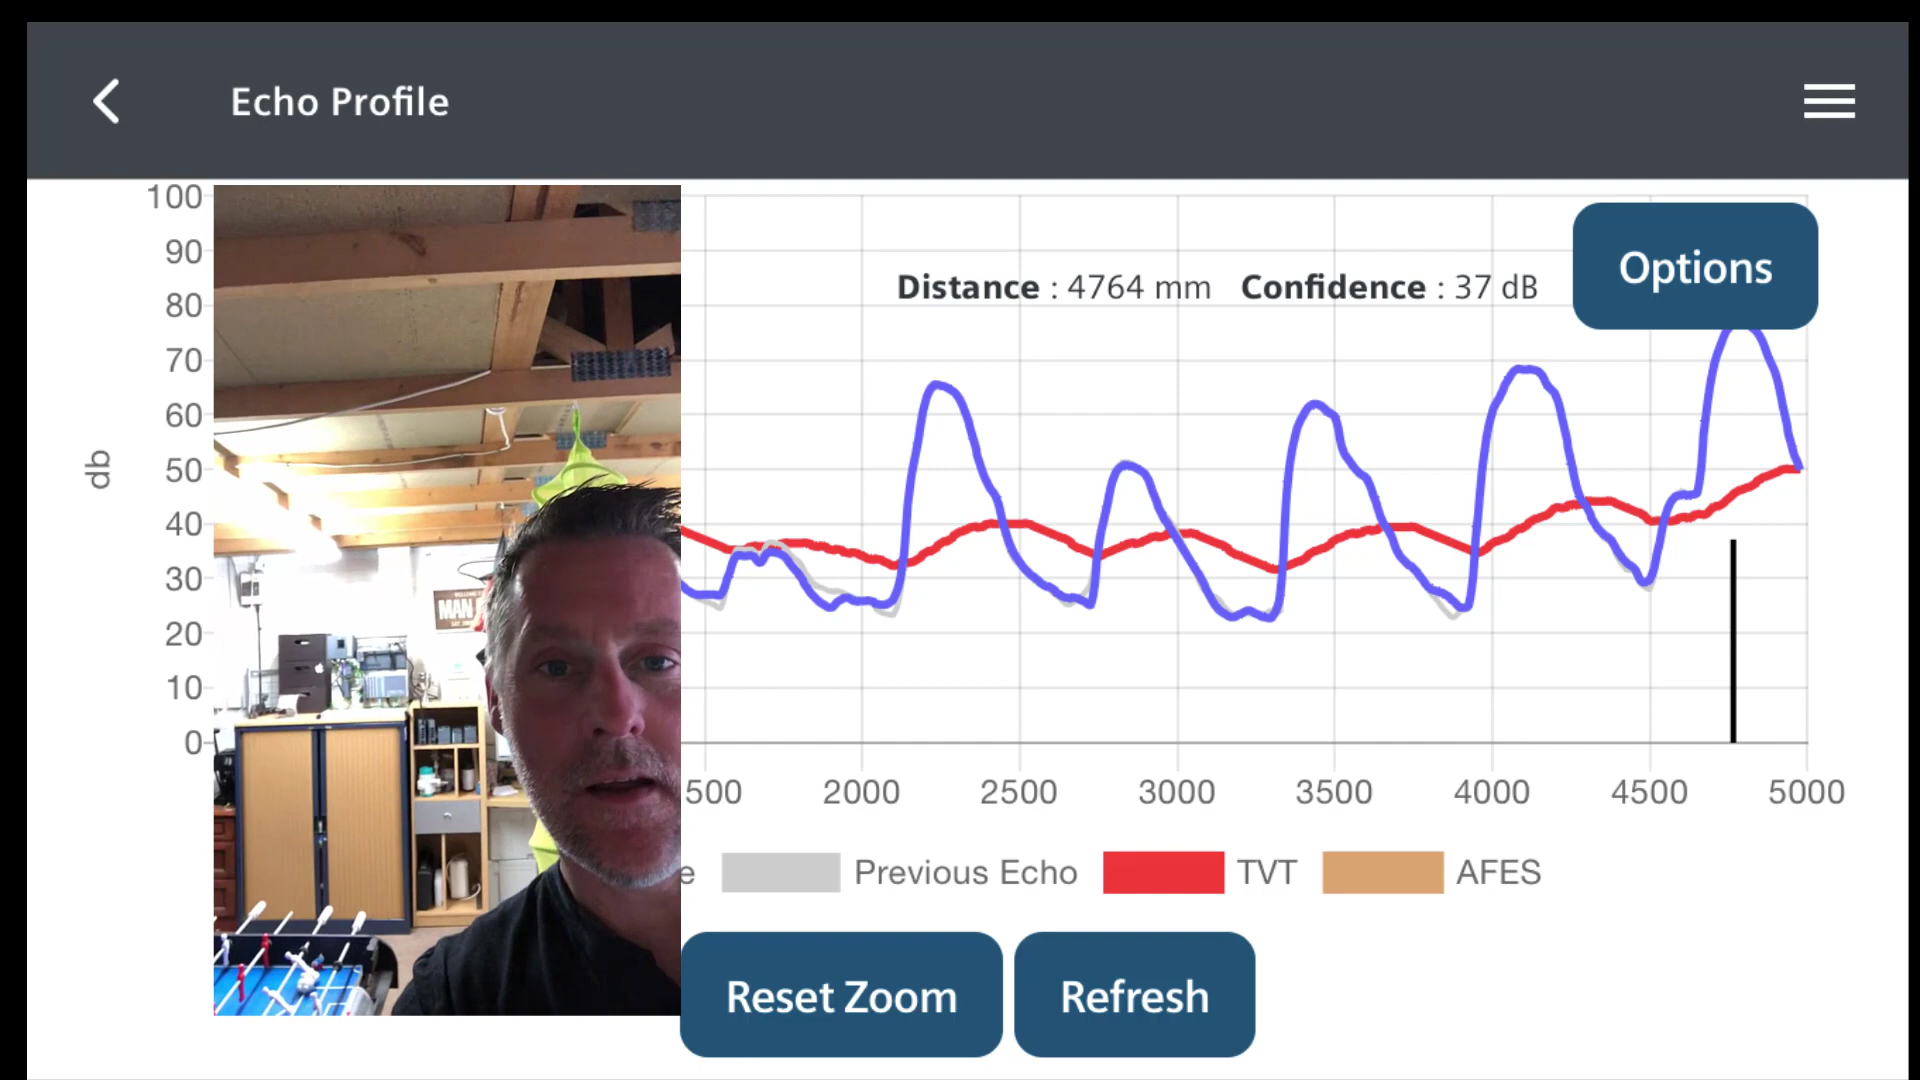 Echo Profile
100
90
80
70
60
50
40
30
20
10
0
db
Distance : 4764 mm Confidence : 37 dB
Options
MAN
500 2000 2500 3000 3500 4000 4500 5000
e Previous Echo TVT AFES
Reset Zoom Refresh